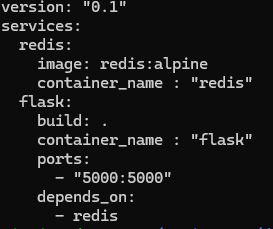 version: "0.1"
services:
  redis:
    image: redis:alpine
    container_name : "redis"
  flask:
    build: .
    container_name : "flask"
    ports:
      - "5000:5000"
    depends_on:
      - redis